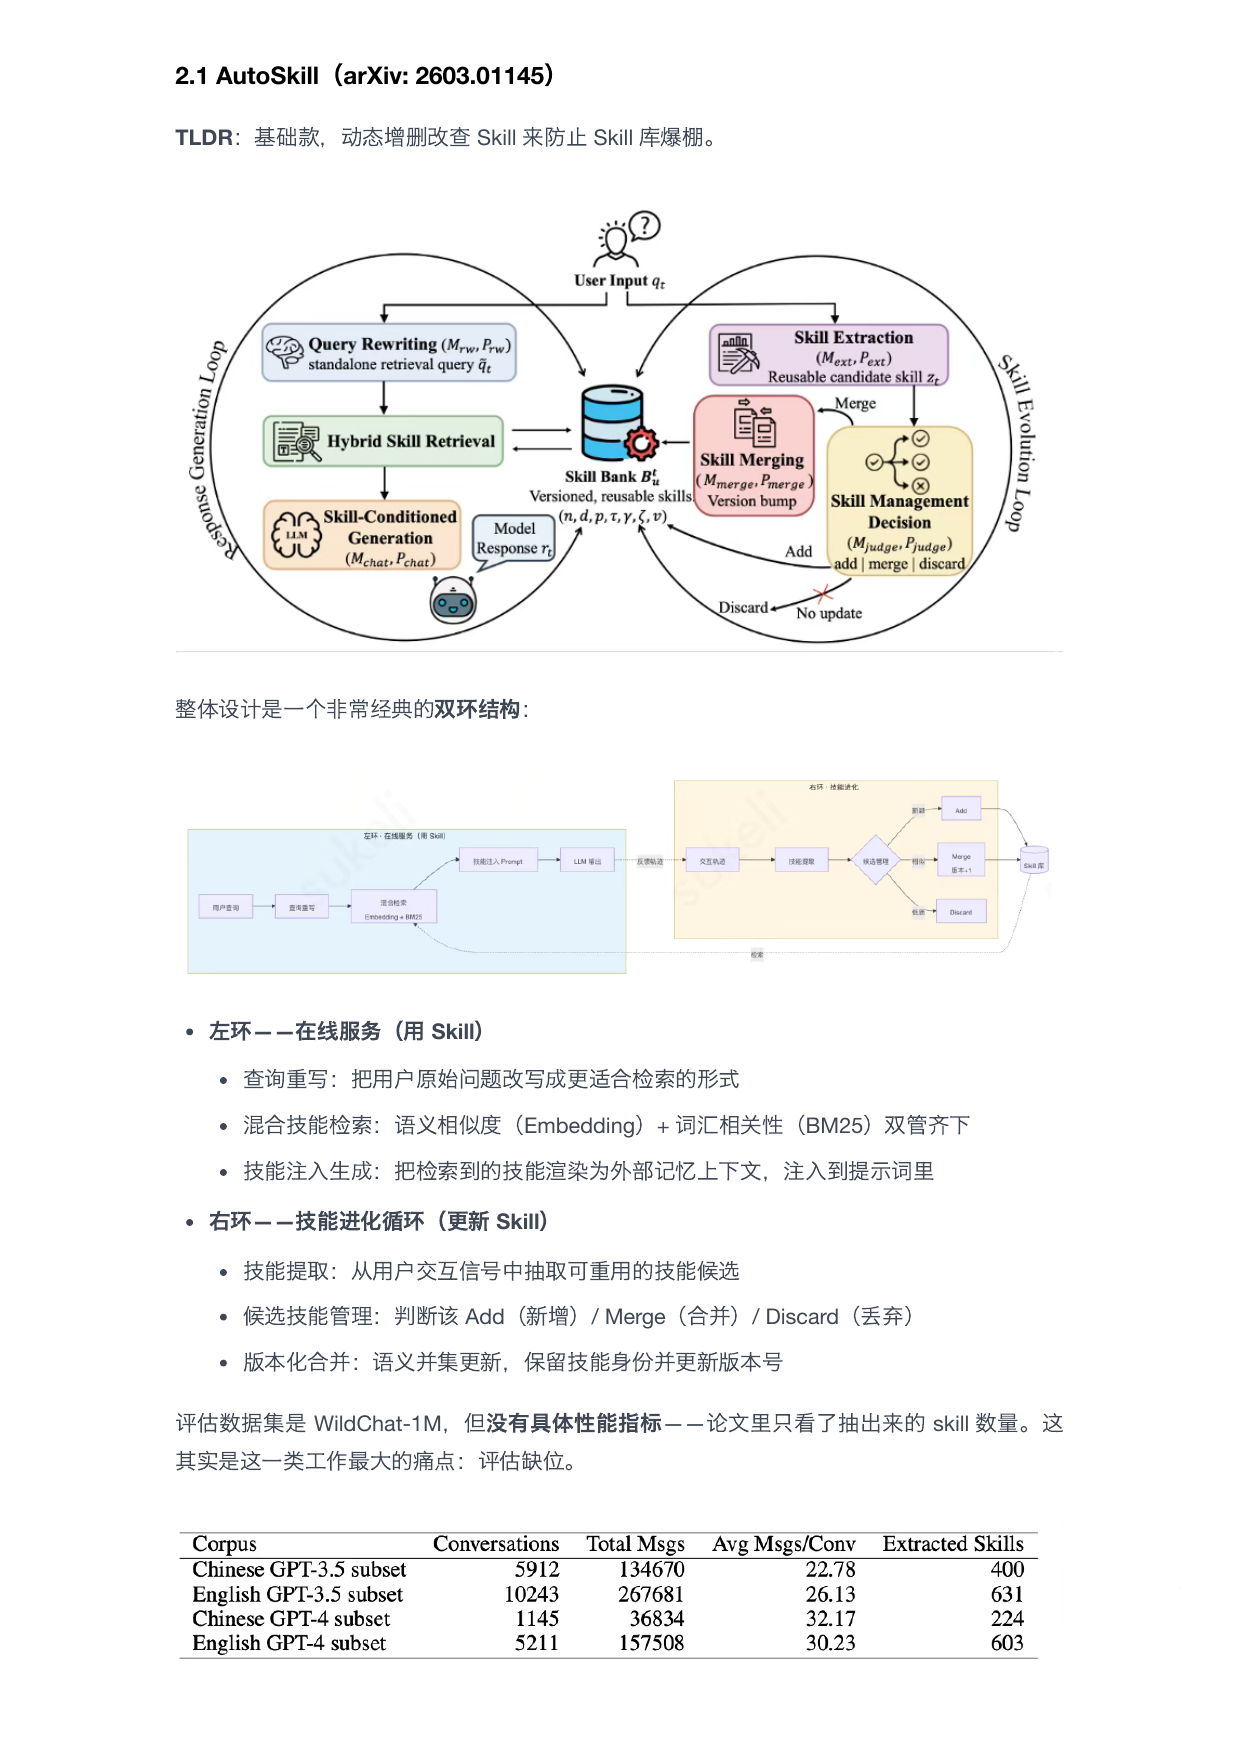 2.1 AutoSkill（arXiv: 2603.01145）
TLDR：基础款，动态增删改查 Skill 来防止 Skill 库爆棚。
?
User Input qₜ
Response Generation Loop
Query Rewriting (Mrw, Prw)
standalone retrieval query q̃ₜ
Hybrid Skill Retrieval
LLM
Skill-Conditioned
Generation
(Mchat, Pchat)
Model
Response rₜ
Skill Bank Bᵤᵗ
Versioned, reusable skills
(n, d, p, τ, γ, ζ, v)
Skill Extraction
(Mext, Pext)
Reusable candidate skill zₜ
Merge
Skill Merging
(Mmerge, Pmerge)
Version bump
Skill Management
Decision
(Mjudge, Pjudge)
add | merge | discard
Add
Discard
No update
Skill Evolution Loop
整体设计是一个非常经典的双环结构：
左环 · 在线服务（用 Skill）
用户查询
查询重写
混合检索
Embedding + BM25
技能注入 Prompt
LLM 输出
反馈轨迹
右环 · 技能进化
交互轨迹
技能提取
候选管理
新颖
Add
相似
Merge
版本+1
低质
Discard
Skill 库
检索
sukeli
sukeli
• 左环——在线服务（用 Skill）
• 查询重写：把用户原始问题改写成更适合检索的形式
• 混合技能检索：语义相似度（Embedding）+ 词汇相关性（BM25）双管齐下
• 技能注入生成：把检索到的技能渲染为外部记忆上下文，注入到提示词里
• 右环——技能进化循环（更新 Skill）
• 技能提取：从用户交互信号中抽取可重用的技能候选
• 候选技能管理：判断该 Add（新增）/ Merge（合并）/ Discard（丢弃）
• 版本化合并：语义并集更新，保留技能身份并更新版本号
评估数据集是 WildChat-1M，但没有具体性能指标——论文里只看了抽出来的 skill 数量。这
其实是这一类工作最大的痛点：评估缺位。
Corpus Conversations Total Msgs Avg Msgs/Conv Extracted Skills
Chinese GPT-3.5 subset 5912 134670 22.78 400
English GPT-3.5 subset 10243 267681 26.13 631
Chinese GPT-4 subset 1145 36834 32.17 224
English GPT-4 subset 5211 157508 30.23 603